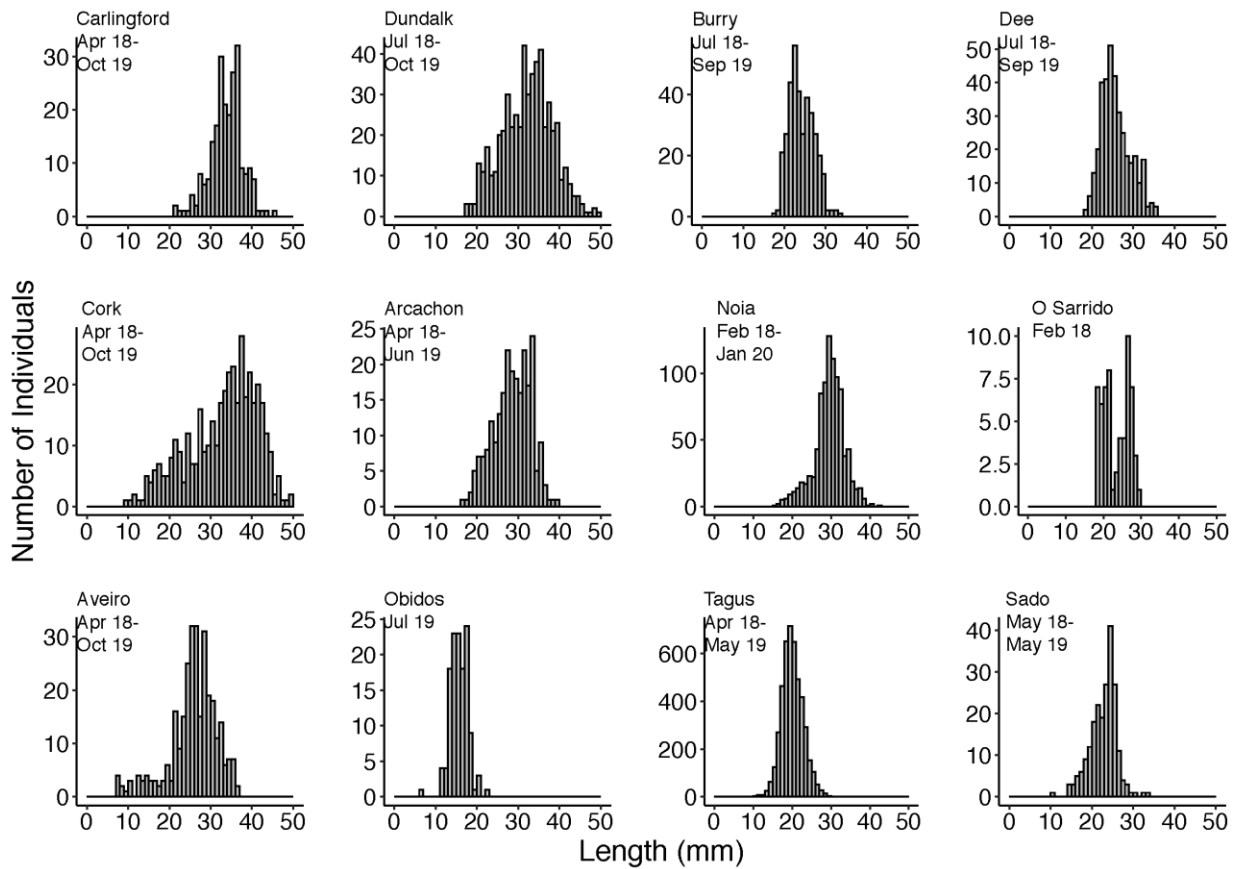 Carlingford
Apr 18-
Oct 19
30
20
10
0
0 10 20 30 40 50
Dundalk
Jul 18-
Oct 19
40
30
20
10
0
0 10 20 30 40 50
Burry
Jul 18-
Sep 19
40
20
0
0 10 20 30 40 50
Dee
Jul 18-
Sep 19
50
40
30
20
10
0
0 10 20 30 40 50
Number of Individuals
Cork
Apr 18-
Oct 19
20
10
0
0 10 20 30 40 50
Arcachon
Apr 18-
Jun 19
25
20
15
10
5
0
0 10 20 30 40 50
Noia
Feb 18-
Jan 20
100
50
0
0 10 20 30 40 50
O Sarrido
Feb 18
10.0
7.5
5.0
2.5
0.0
0 10 20 30 40 50
Aveiro
Apr 18-
Oct 19
30
20
10
0
0 10 20 30 40 50
Obidos
Jul 19
25
20
15
10
5
0
0 10 20 30 40 50
Tagus
Apr 18-
May 19
600
400
200
0
0 10 20 30 40 50
Sado
May 18-
May 19
40
30
20
10
0
0 10 20 30 40 50
Length (mm)